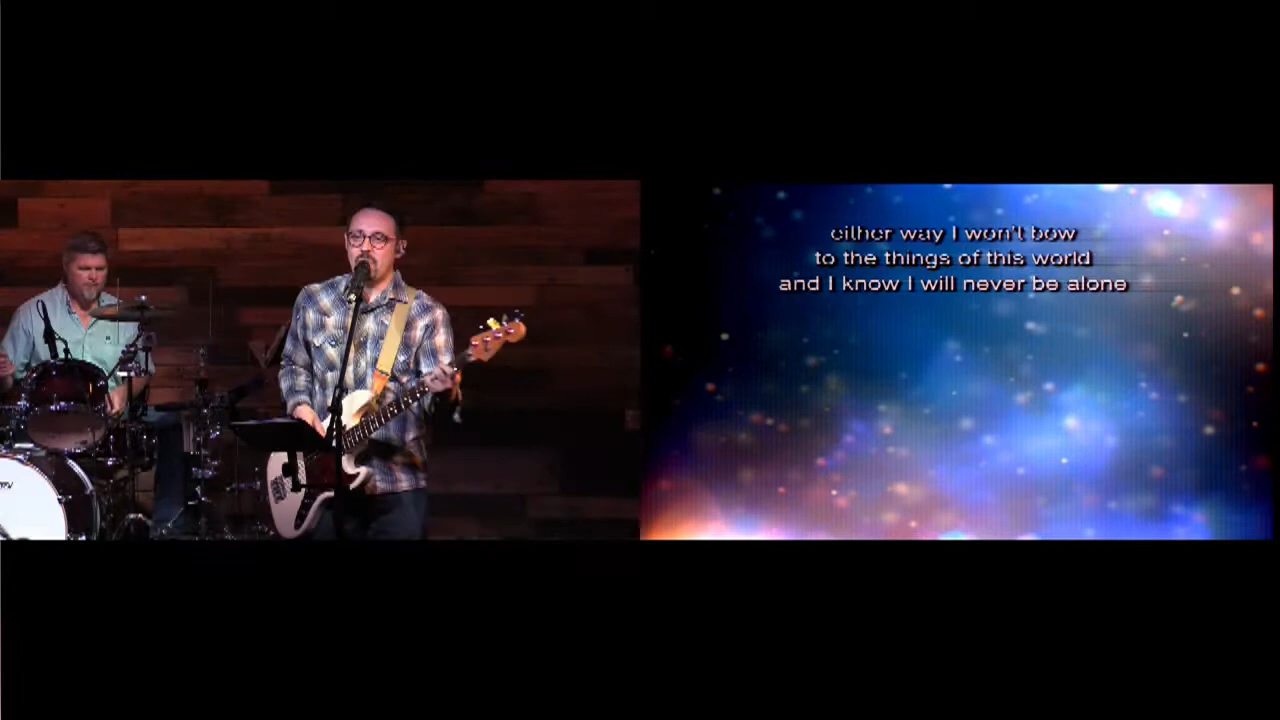 either way I won't bow
to the things of this world
and I know I will never be alone